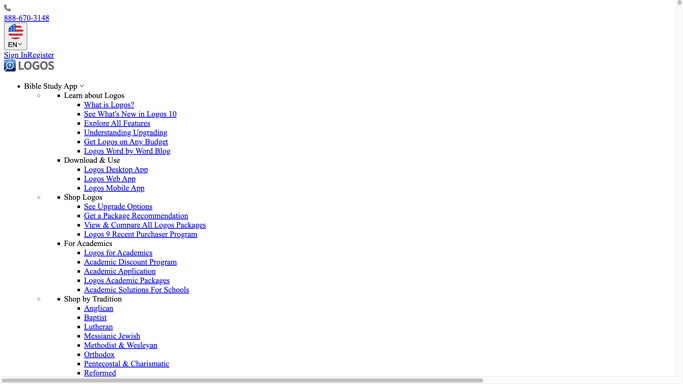 888-670-3148
EN
Sign InRegister
LOGOS
Bible Study App
Learn about Logos
What is Logos?
See What's New in Logos 10
Explore All Features
Understanding Upgrading
Get Logos on Any Budget
Logos Word by Word Blog
Download & Use
Logos Desktop App
Logos Web App
Logos Mobile App
Shop Logos
See Upgrade Options
Get a Package Recommendation
View & Compare All Logos Packages
Logos 9 Recent Purchaser Program
For Academics
Logos for Academics
Academic Discount Program
Academic Application
Logos Academic Packages
Academic Solutions For Schools
Shop by Tradition
Anglican
Baptist
Lutheran
Messianic Jewish
Methodist & Wesleyan
Orthodox
Pentecostal & Charismatic
Reformed